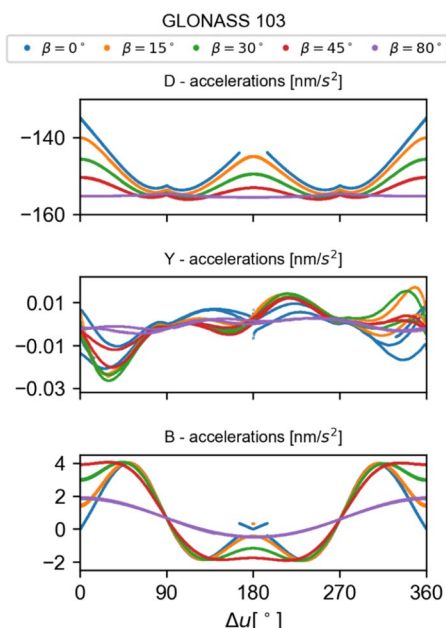 GLONASS 103
β = 0° β = 15° β = 30° β = 45° β = 80°
D - accelerations [nm/s²]
−140
−160
Y - accelerations [nm/s²]
0.01
−0.01
−0.03
B - accelerations [nm/s²]
4
2
0
−2
0 90 180 270 360
Δu[°]